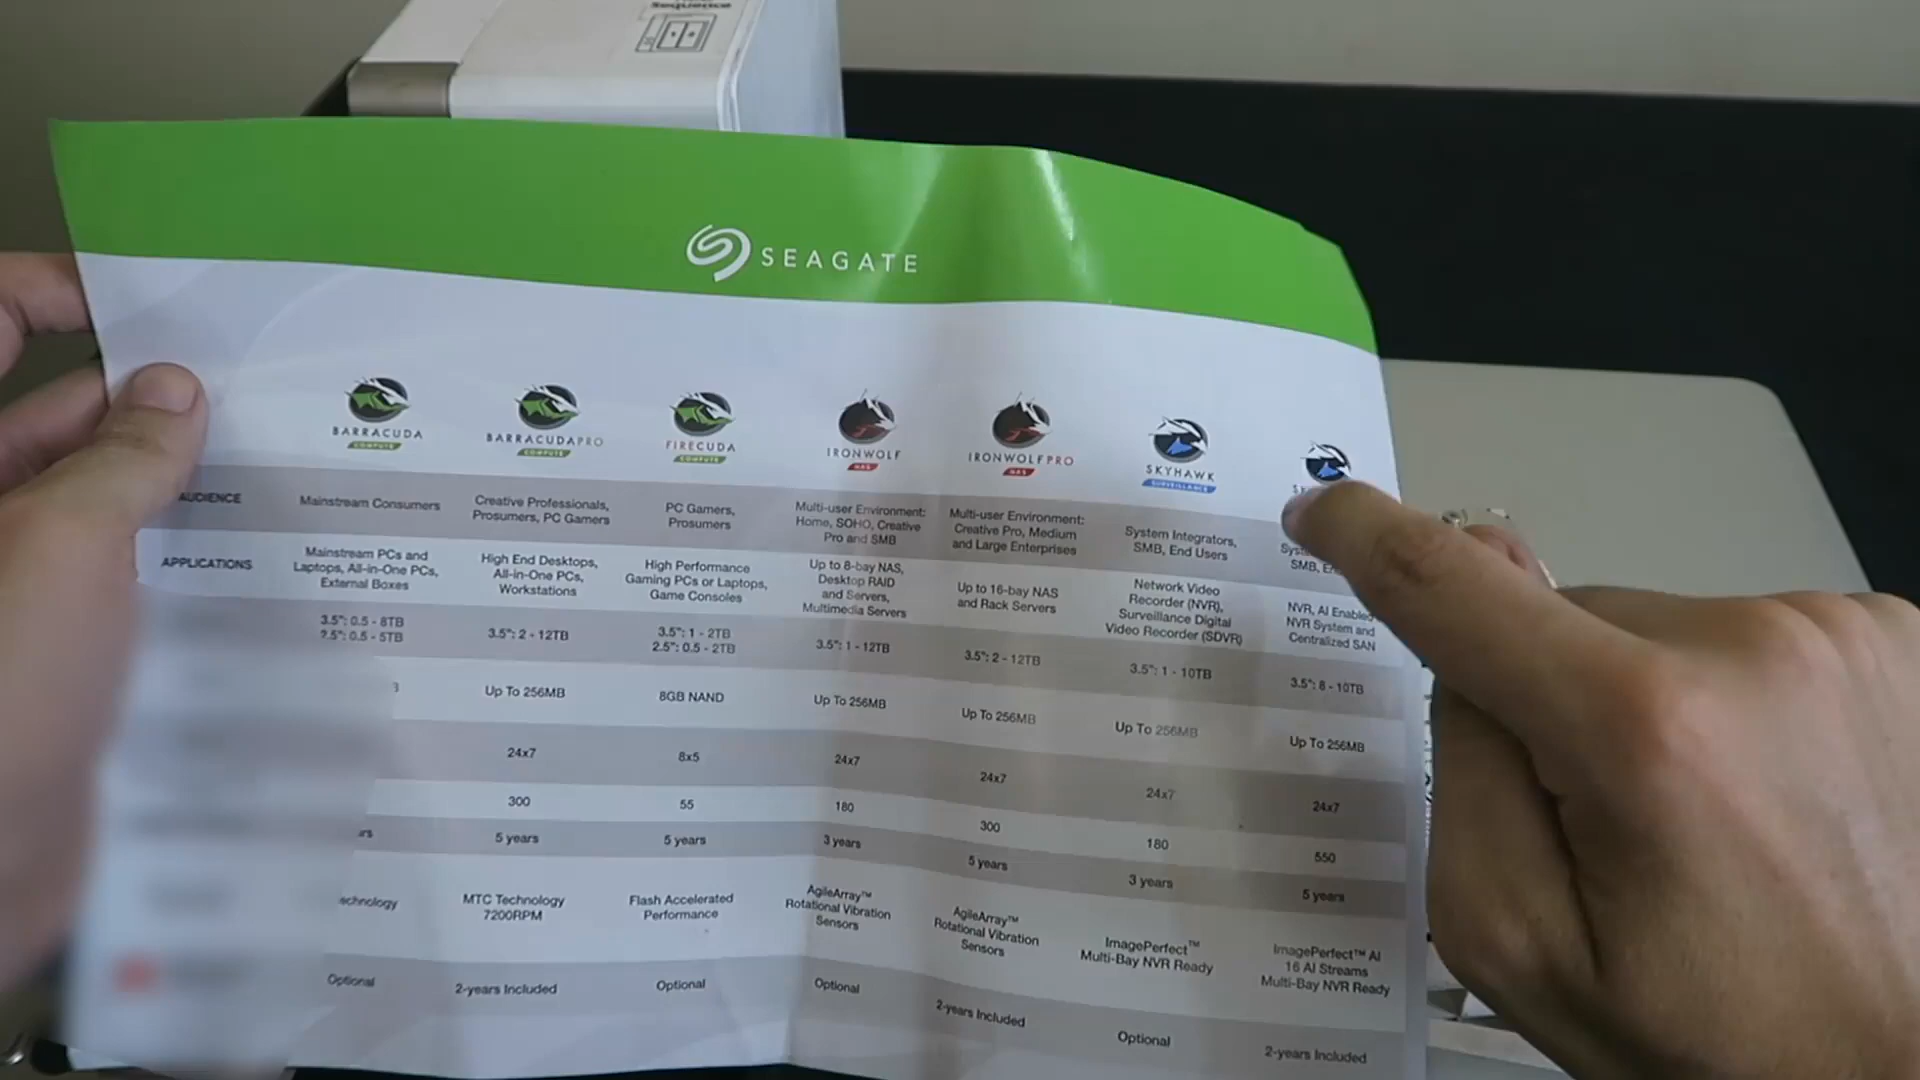 Sequence
SEAGATE
BARRACUDA
COMPUTE
BARRACUDAPRO
COMPUTE
FIRECUDA
COMPUTE
IRONWOLF
NAS
IRONWOLFPRO
NAS
SKYHAWK
SURVEILLANCE
AUDIENCE
Mainstream Consumers
Creative Professionals,
Prosumers, PC Gamers
PC Gamers,
Prosumers
Multi-user Environment:
Home, SOHO, Creative
Pro and SMB
Multi-user Environment:
Creative Pro, Medium
and Large Enterprises
System Integrators,
SMB, End Users
SMB,
APPLICATIONS
Mainstream PCs and
Laptops, All-in-One PCs,
External Boxes
High End Desktops,
All-in-One PCs,
Workstations
High Performance
Gaming PCs or Laptops,
Game Consoles
Up to 8-bay NAS,
Desktop RAID
and Servers,
Multimedia Servers
Up to 16-bay NAS
and Rack Servers
Network Video
Recorder (NVR),
Surveillance Digital
Video Recorder (SDVR)
NVR, AI Enabled
NVR System and
Centralized SAN
3.5": 0.5 - 8TB
2.5": 0.5 - 5TB
3.5": 2 - 12TB
3.5": 1 - 2TB
2.5": 0.5 - 2TB
3.5": 1 - 12TB
3.5": 2 - 12TB
3.5": 1 - 10TB
3.5": 8 - 10TB
Up To 256MB
8GB NAND
Up To 256MB
Up To 256MB
Up To 256MB
Up To 256MB
24x7
8x5
24x7
24x7
24x7
24x7
300
55
180
300
180
550
5 years
5 years
3 years
5 years
3 years
5 years
MTC Technology
7200RPM
Flash Accelerated
Performance
AgileArray™
Rotational Vibration
Sensors
AgileArray™
Rotational Vibration
Sensors
ImagePerfect™
Multi-Bay NVR Ready
ImagePerfect™ AI
16 AI Streams
Multi-Bay NVR Ready
Optional
2-years Included
Optional
Optional
2-years Included
Optional
2-years Included